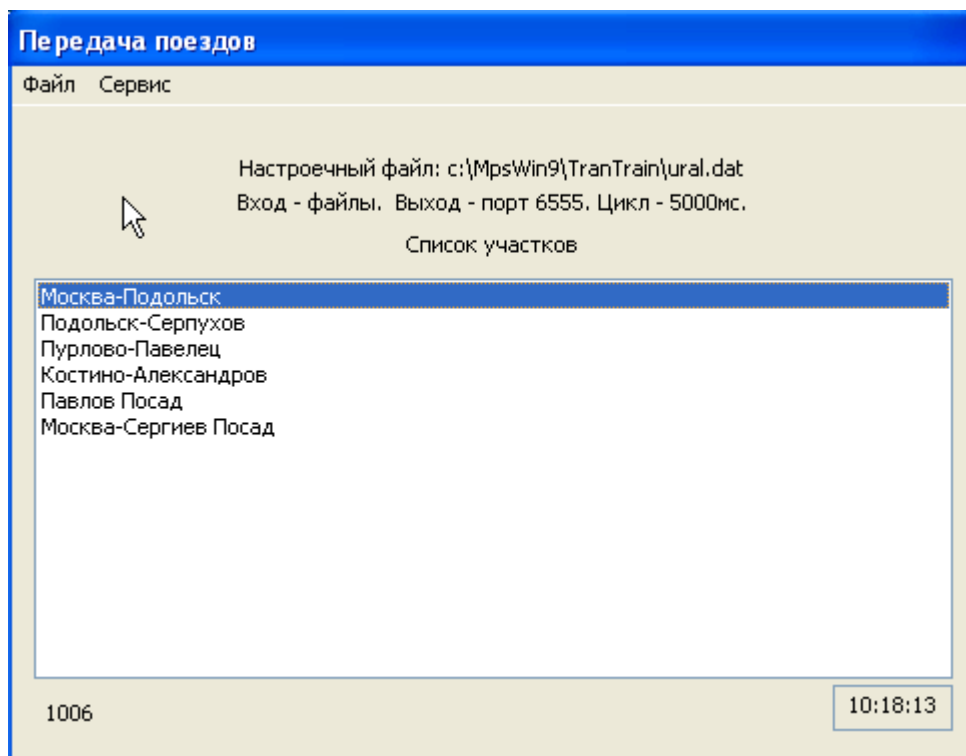 Передача поездов
Файл Сервис
Настроечный файл: c:\MpsWin9\TranTrain\ural.dat
Вход - файлы. Выход - порт 6555. Цикл - 5000мс.
Список участков
Москва-Подольск
Подольск-Серпухов
Пурлово-Павелец
Костино-Александров
Павлов Посад
Москва-Сергиев Посад
1006
10:18:13